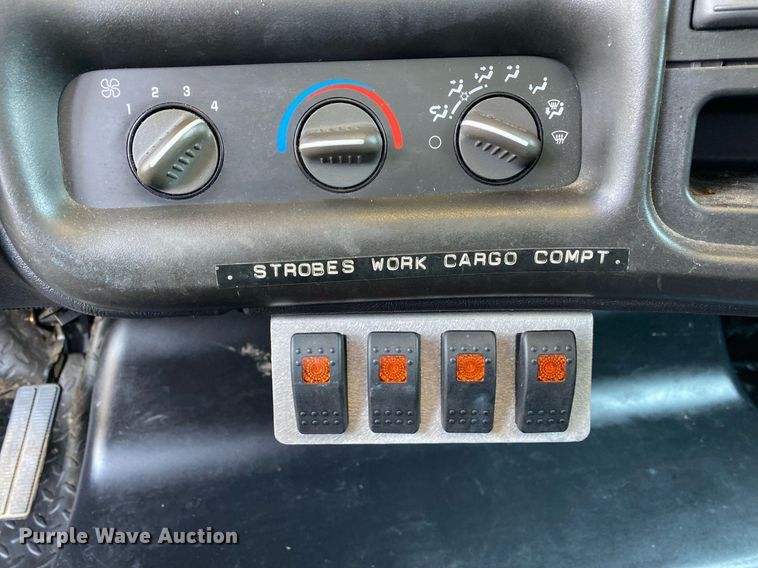 1 2 3 4
STROBES WORK CARGO COMPT.
Purple Wave Auction